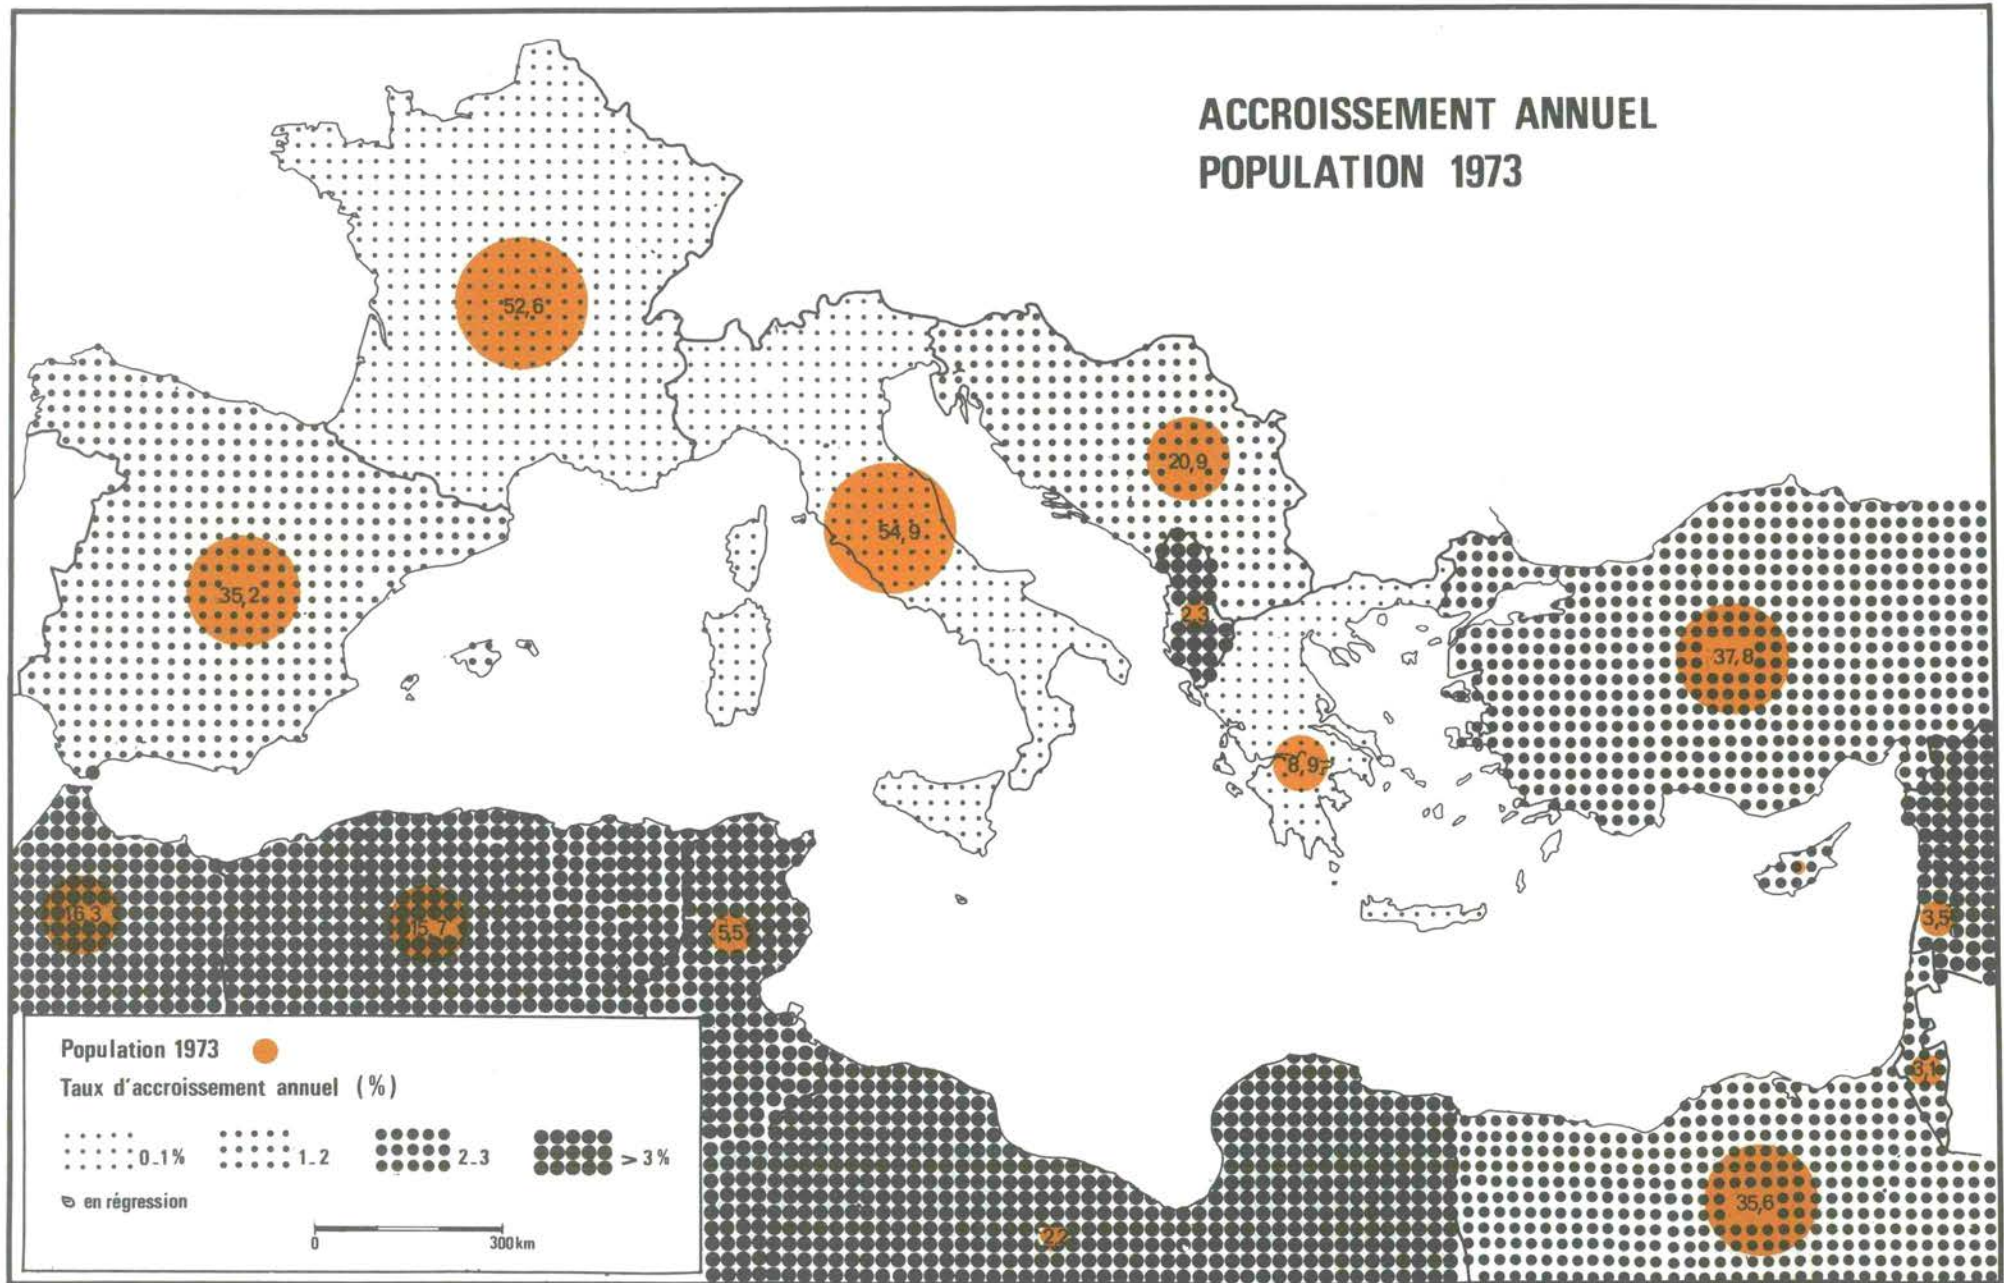 ACCROISSEMENT ANNUEL
POPULATION 1973
52,6
20,9
54,9
35,2
2,3
37,8
8,9
16,3
15,7
5,5
3,5
3,1
35,6
2,2
Population 1973
Taux d'accroissement annuel (%)
0_1% 1_2 2_3 > 3%
en régression
0 300km